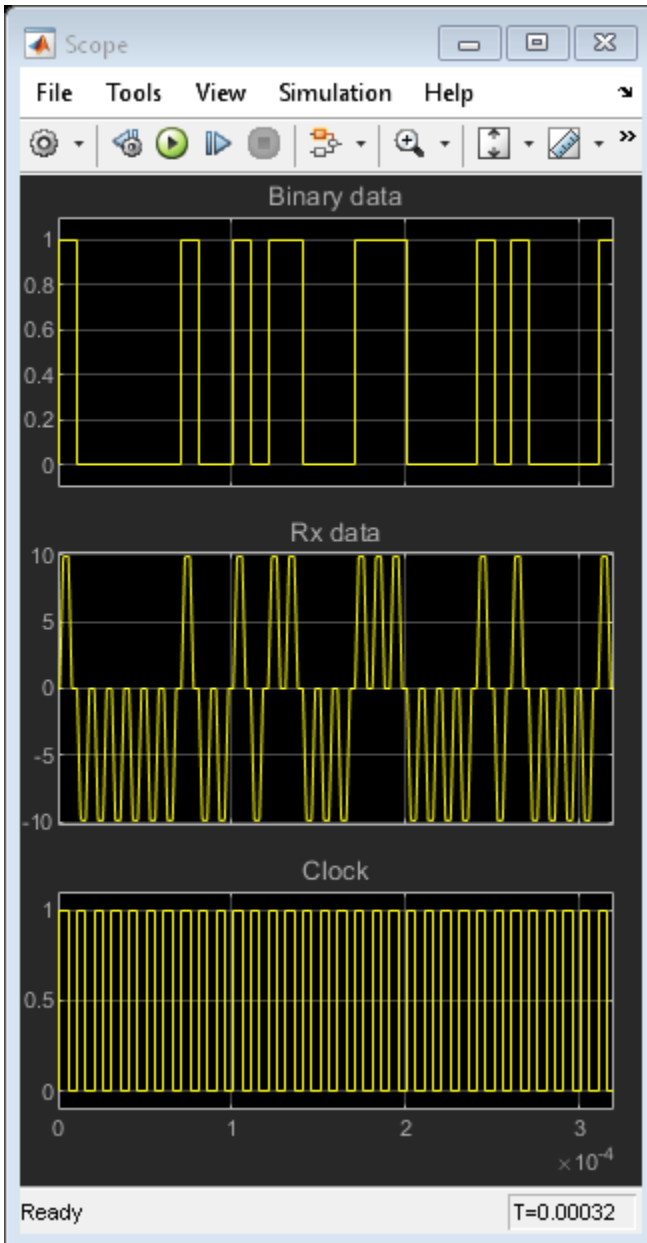 Scope
File Tools View Simulation Help
Binary data
1
0.8
0.6
0.4
0.2
0
Rx data
10
5
0
-5
-10
Clock
1
0.5
0
0 1 2 3
×10-4
Ready T=0.00032